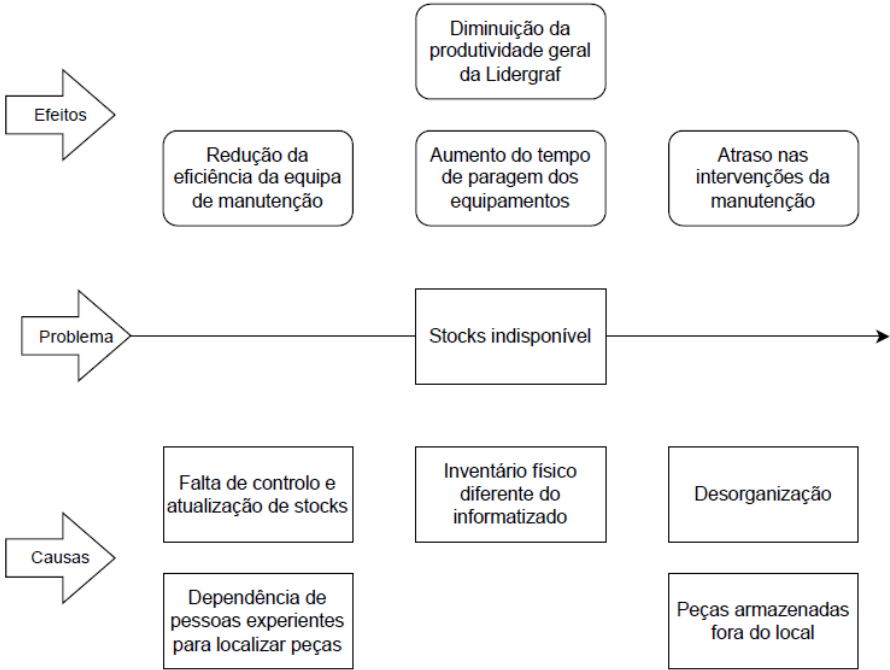 Diminuição da
produtividade geral
da Lidergraf
Efeitos
Redução da
eficiência da equipa
de manutenção
Aumento do tempo
de paragem dos
equipamentos
Atraso nas
intervenções da
manutenção
Problema
Stocks indisponível
Falta de controlo e
atualização de stocks
Inventário físico
diferente do
informatizado
Desorganização
Causas
Dependência de
pessoas experientes
para localizar peças
Peças armazenadas
fora do local